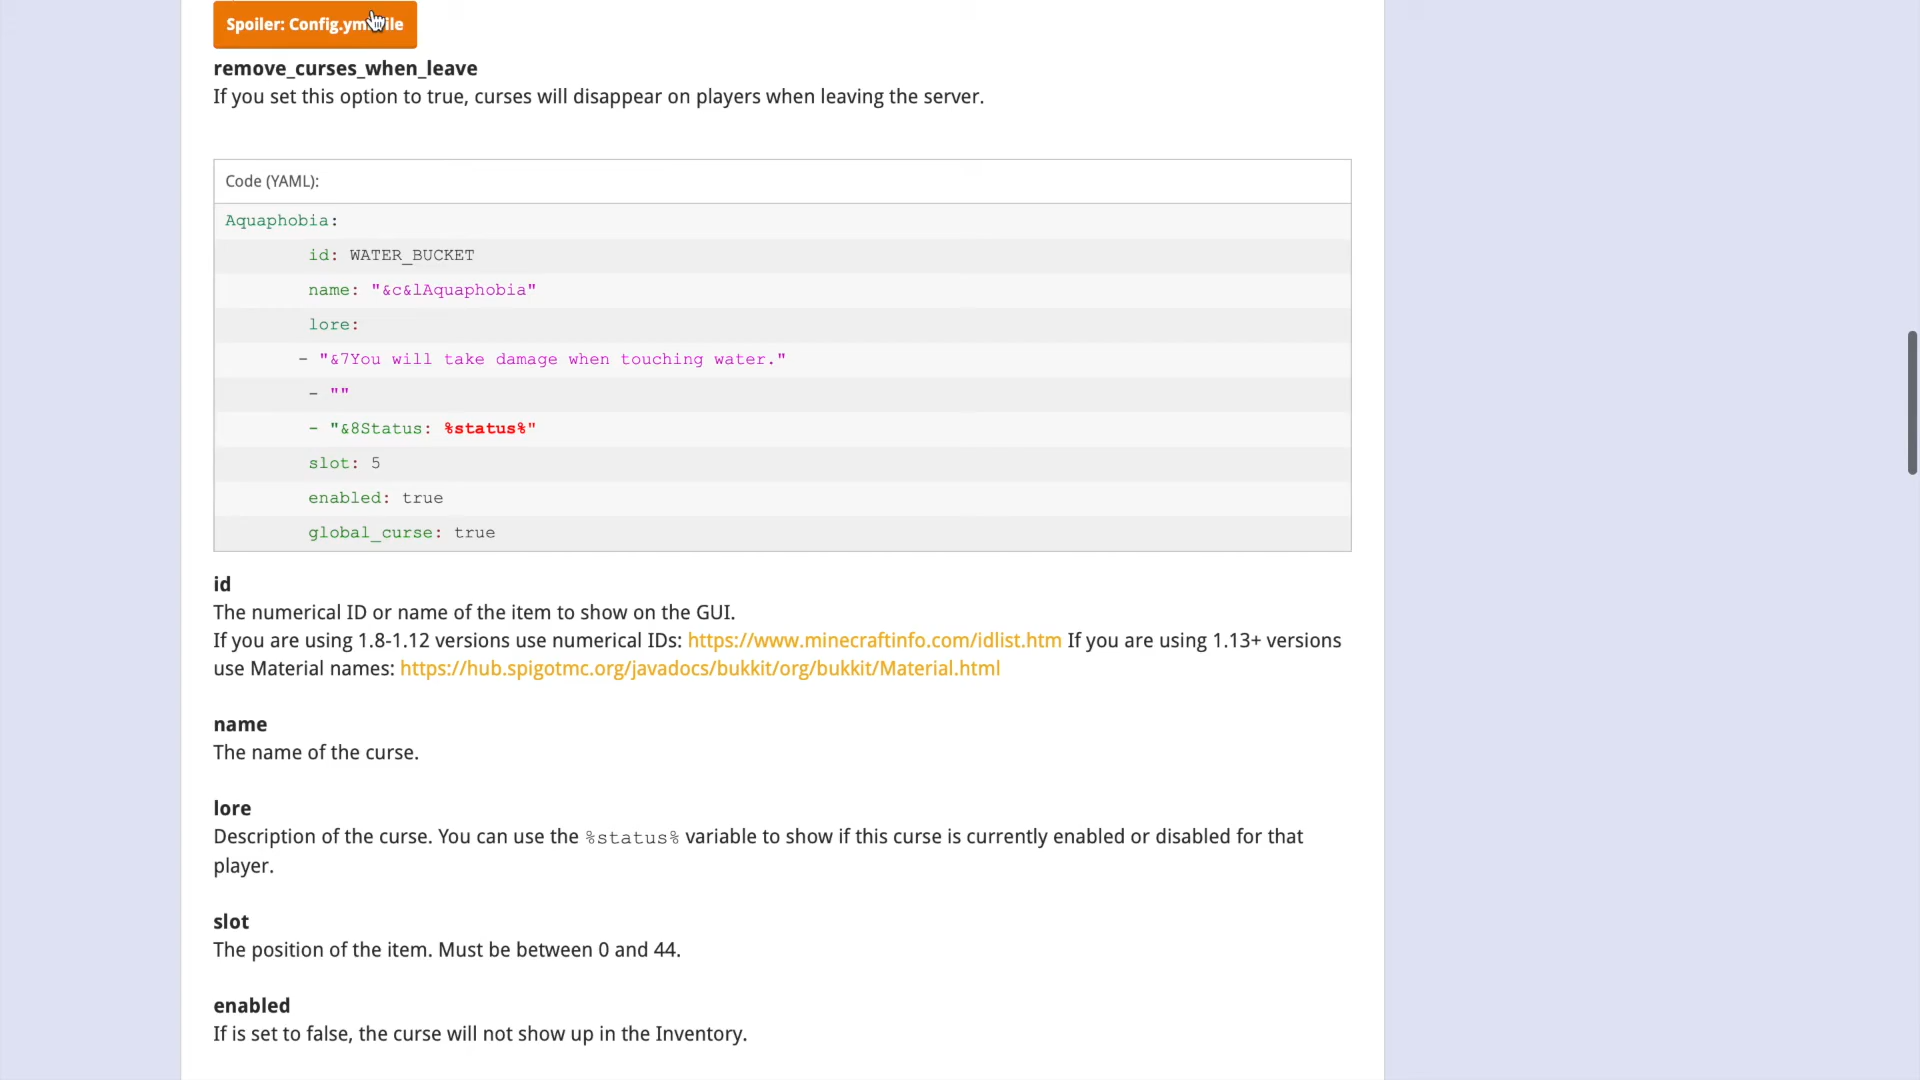 Spoiler: Config.ym ile
remove_curses_when_leave
If you set this option to true, curses will disappear on players when leaving the server.
Code (YAML):
Aquaphobia:
id: WATER_BUCKET
name: "&c&lAquaphobia"
lore:
- "&7You will take damage when touching water."
- ""
- "&8Status: %status%"
slot: 5
enabled: true
global_curse: true
id
The numerical ID or name of the item to show on the GUI.
If you are using 1.8-1.12 versions use numerical IDs: https://www.minecraftinfo.com/idlist.htm If you are using 1.13+ versions
use Material names: https://hub.spigotmc.org/javadocs/bukkit/org/bukkit/Material.html
name
The name of the curse.
lore
Description of the curse. You can use the %status% variable to show if this curse is currently enabled or disabled for that
player.
slot
The position of the item. Must be between 0 and 44.
enabled
If is set to false, the curse will not show up in the Inventory.